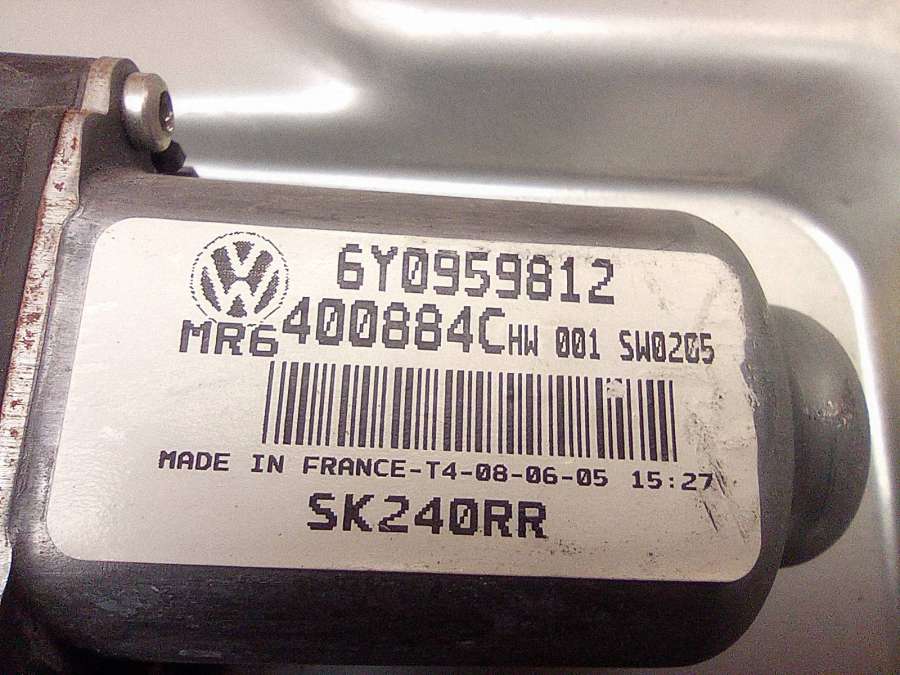 6Y0959812
MR6 400884C HW 001 SW0205
MADE IN FRANCE-T4-08-06-05 15:27
SK240RR